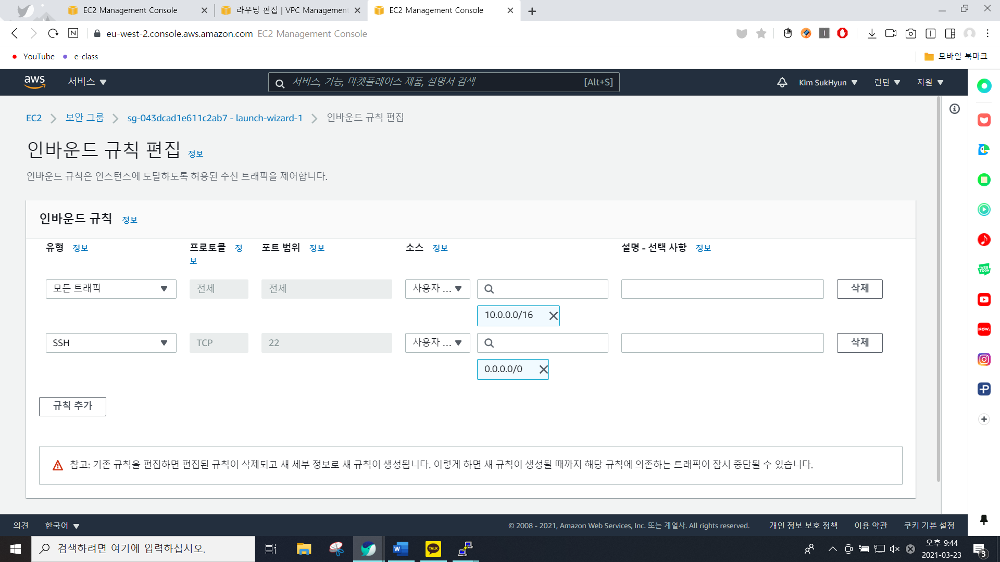 EC2 Management Console
라우팅 편집 | VPC Management
EC2 Management Console
eu-west-2.console.aws.amazon.com EC2 Management Console
YouTube
e-class
모바일 북마크
aws
서비스
서비스, 기능, 마켓플레이스 제품, 설명서 검색
[Alt+S]
Kim SukHyun
런던
지원
EC2
보안 그룹
sg-043dcad1e611c2ab7 - launch-wizard-1
인바운드 규칙 편집
인바운드 규칙 편집 정보
인바운드 규칙은 인스턴스에 도달하도록 허용된 수신 트래픽을 제어합니다.
인바운드 규칙 정보
유형 정보
프로토콜 정
보
포트 범위 정보
소스 정보
설명 - 선택 사항 정보
모든 트래픽
전체
전체
사용자 ...
삭제
10.0.0.0/16
SSH
TCP
22
사용자 ...
삭제
0.0.0.0/0
규칙 추가
참고: 기존 규칙을 편집하면 편집된 규칙이 삭제되고 새 세부 정보로 새 규칙이 생성됩니다. 이렇게 하면 새 규칙이 생성될 때까지 해당 규칙에 의존하는 트래픽이 잠시 중단될 수 있습니다.
WEB
TOON
NOW.
의견
한국어
© 2008 - 2021, Amazon Web Services, Inc. 또는 계열사. All rights reserved.
개인 정보 보호 정책
이용 약관
쿠키 기본 설정
검색하려면 여기에 입력하십시오.
TALK
오후 9:44
2021-03-23
3